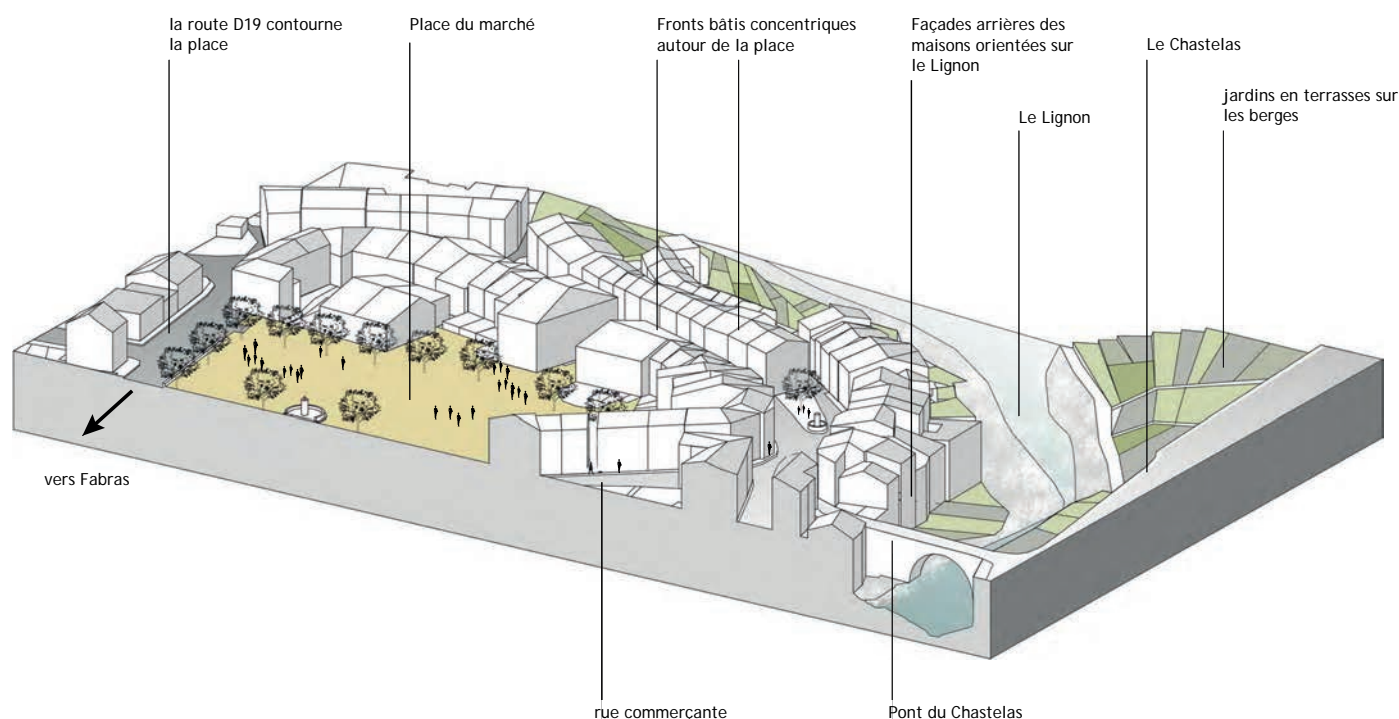 la route D19 contourne
la place
Place du marché
Fronts bâtis concentriques
autour de la place
Façades arrières des
maisons orientées sur
le Lignon
Le Chastelas
jardins en terrasses sur
les berges
Le Lignon
vers Fabras
rue commerçante
Pont du Chastelas